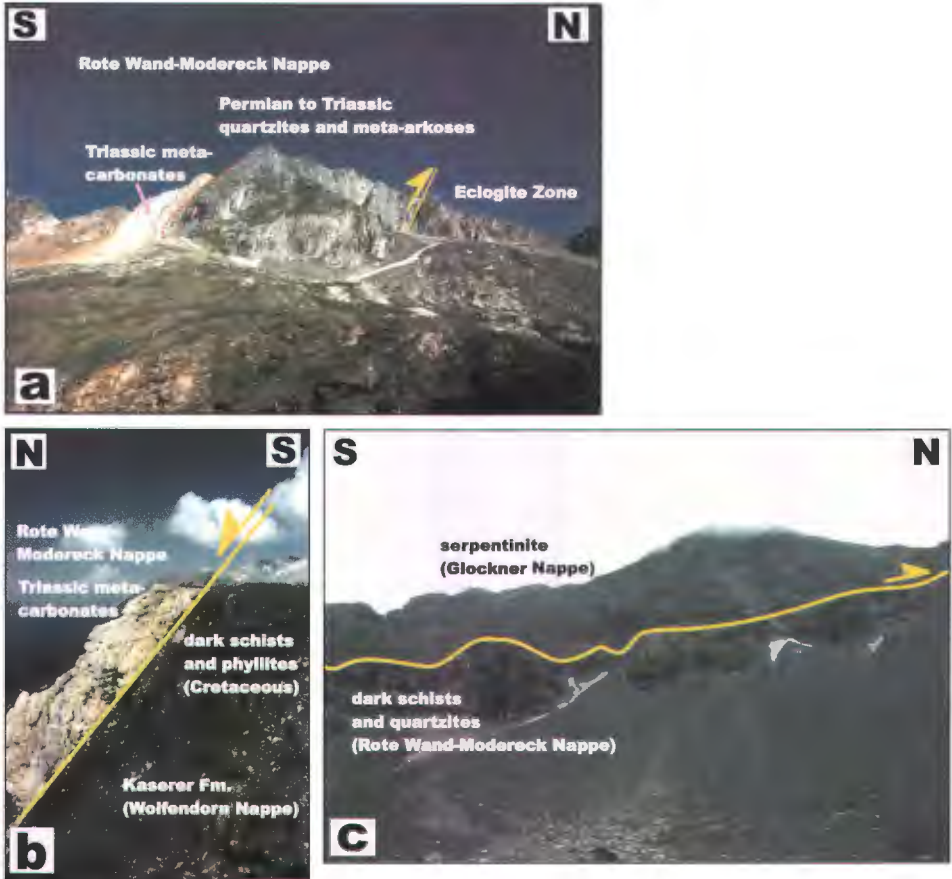 S
N
Rote Wand-Modereck Nappe
Permian to Triassic
quartzites and meta-arkoses
Triassic meta-
carbonates
Eclogite Zone
a
N
S
Rote
Modereck Nappe
Triassic meta-
carbonates
dark schists
and phyllites
(Cretaceous)
Kaserer Fm.
(Wolfendorn Nappe)
b
S
N
serpentinite
(Glockner Nappe)
dark schists
and quartzites
(Rote Wand-Modereck Nappe)
c